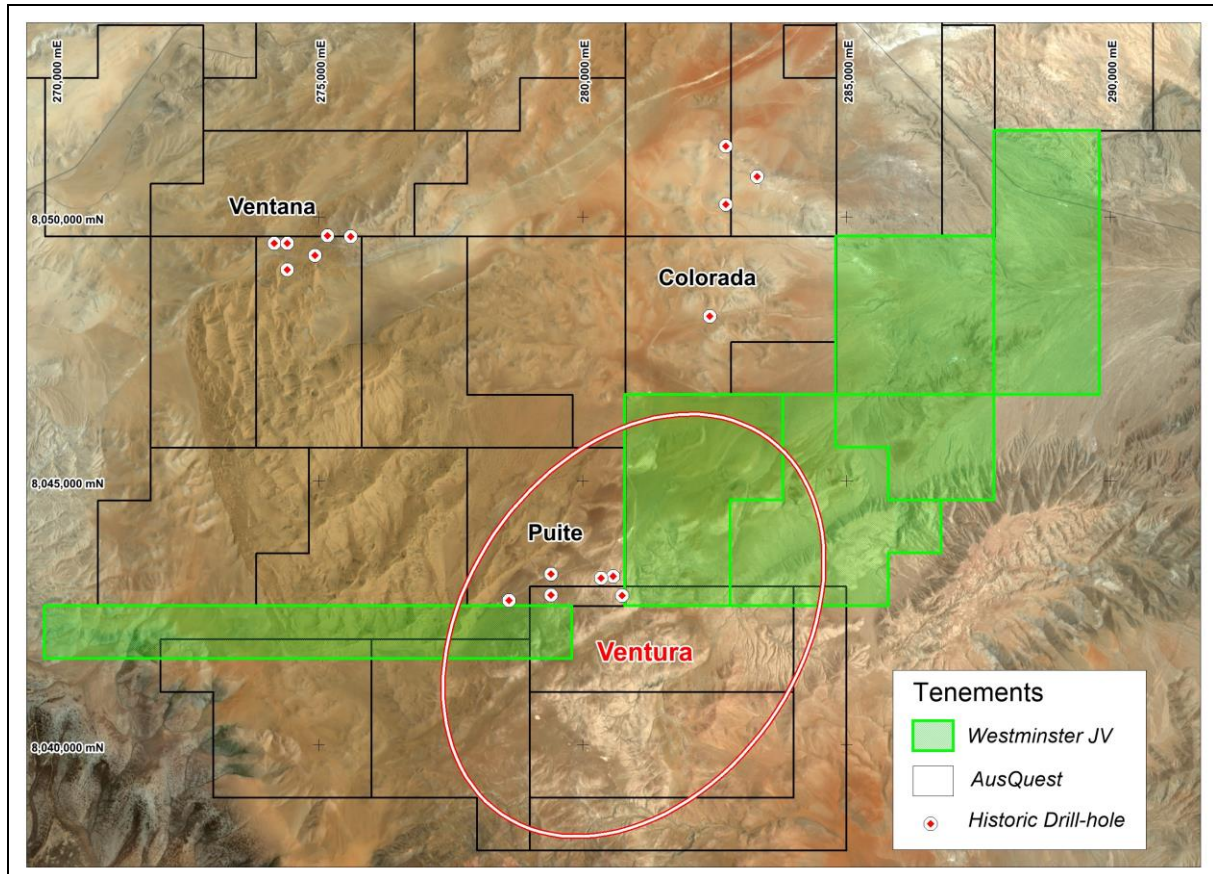 270,000 mE
275,000 mE
280,000 mE
285,000 mE
290,000 mE
Ventana
8,050,000 mN
Colorada
8,045,000 mN
Puite
Ventura
8,040,000 mN
Tenements
Westminster JV
AusQuest
Historic Drill-hole